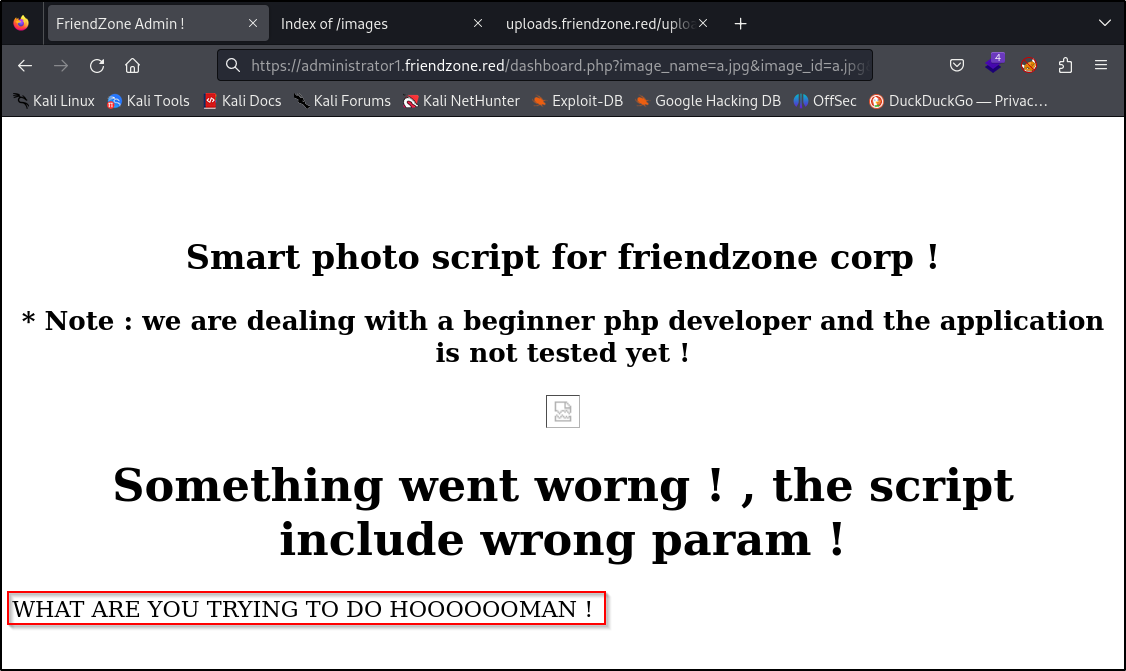 FriendZone Admin !
Index of /images
uploads.friendzone.red/uplo
4
https://administrator1.friendzone.red/dashboard.php?image_name=a.jpg&image_id=a.jpg
Kali Linux Kali Tools Kali Docs Kali Forums Kali NetHunter Exploit-DB Google Hacking DB OffSec DuckDuckGo — Privac…
Smart photo script for friendzone corp !
* Note : we are dealing with a beginner php developer and the application
is not tested yet !
Something went worng ! , the script
include wrong param !
WHAT ARE YOU TRYING TO DO HOOOOOOMAN !